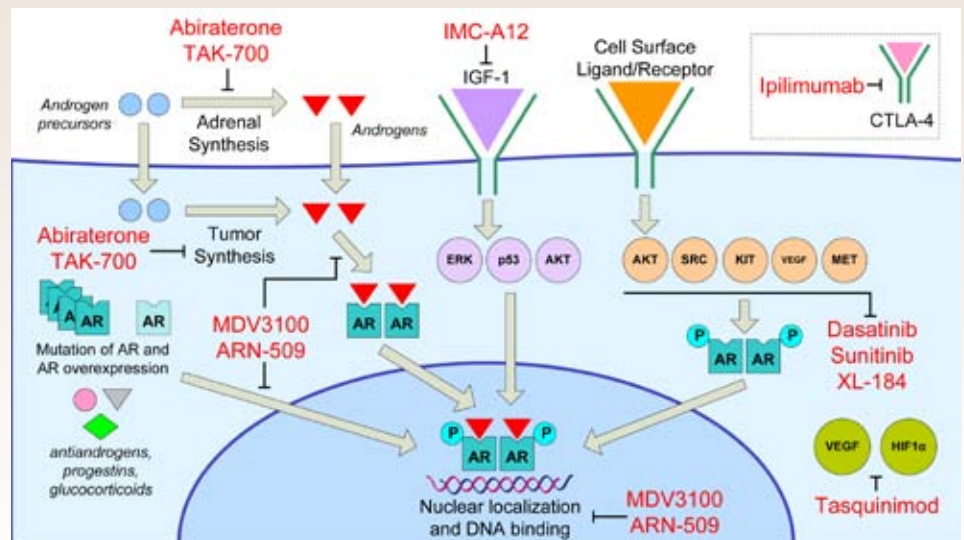 Abiraterone
TAK-700
Androgen
precursors
Adrenal
Synthesis
Androgens
IMC-A12
IGF-1
Cell Surface
Ligand/Receptor
Ipilimumab
CTLA-4
Abiraterone
TAK-700
Tumor
Synthesis
ERK p53 AKT
AKT SRC KIT VEGF MET
AR AR
A
AR
AR
Mutation of AR and
AR overexpression
MDV3100
ARN-509
AR AR
P P
AR AR
Dasatinib
Sunitinib
XL-184
antiandrogens,
progestins,
glucocorticoids
P P
AR AR
Nuclear localization
and DNA binding
MDV3100
ARN-509
VEGF HIF1α
Tasquinimod